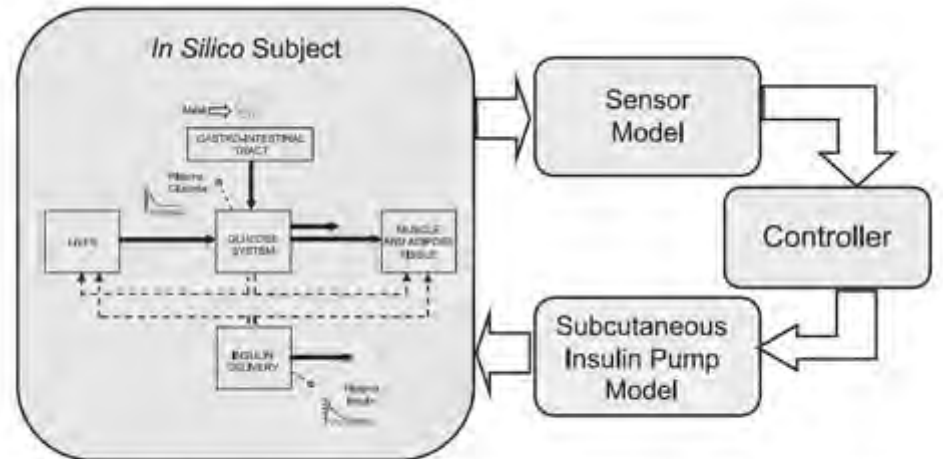 In Silico Subject
GASTRO-INTESTINAL
TRACT
Plasma
Glucose
LIVER
GLUCOSE
SYSTEM
MUSCLE
AND ADIPOSE
TISSUE
INSULIN
DELIVERY
Plasma
Insulin
Sensor
Model
Controller
Subcutaneous
Insulin Pump
Model